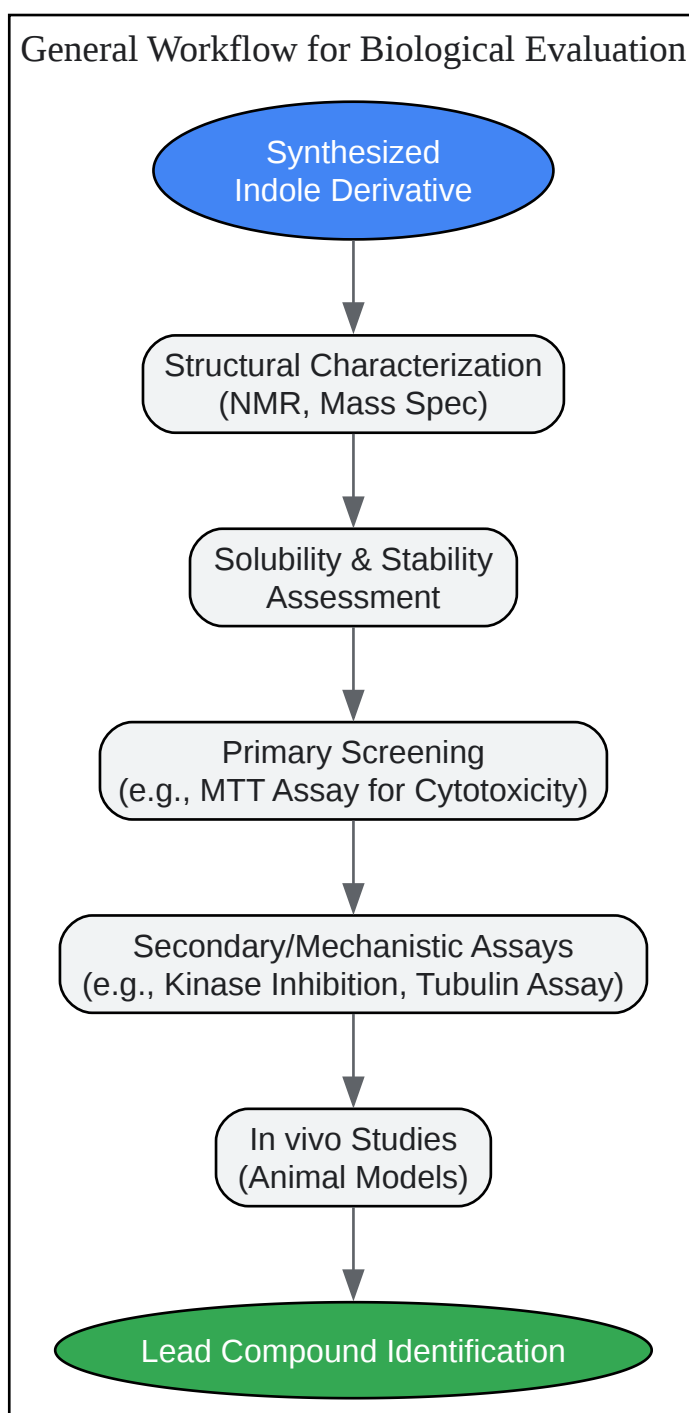 General Workflow for Biological Evaluation
Synthesized
Indole Derivative
Structural Characterization
(NMR, Mass Spec)
Solubility & Stability
Assessment
Primary Screening
(e.g., MTT Assay for Cytotoxicity)
Secondary/Mechanistic Assays
(e.g., Kinase Inhibition, Tubulin Assay)
In vivo Studies
(Animal Models)
Lead Compound Identification